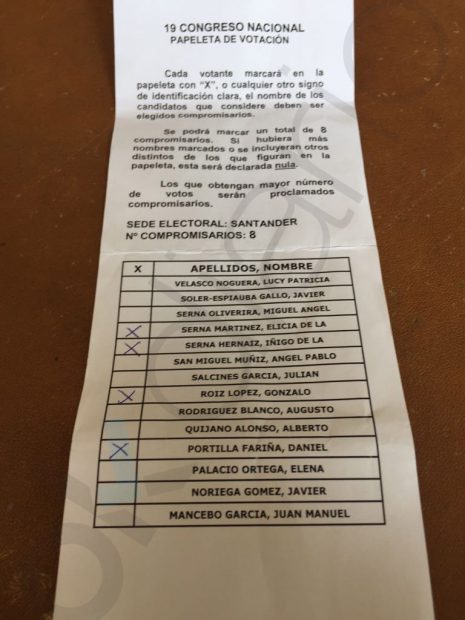 19 CONGRESO NACIONAL
PAPELETA DE VOTACIÓN
Cada votante marcará en la
papeleta con "X", o cualquier otro signo
de identificación clara, el nombre de los
candidatos que considere deben ser
elegidos compromisarios.
Se podrá marcar un total de 8
compromisarios. Si hubiera más
nombres marcados o se incluyeran otros
distintos de los que figuran en la
papeleta, esta será declarada nula.
Los que obtengan mayor número
de votos serán proclamados
compromisarios.
SEDE ELECTORAL: SANTANDER
Nº COMPROMISARIOS: 8
X APELLIDOS, NOMBRE
VELASCO NOGUERA, LUCY PATRICIA
SOLER-ESPIAUBA GALLO, JAVIER
SERNA OLIVERIRA, MIGUEL ANGEL
X SERNA MARTINEZ, ELICIA DE LA
X SERNA HERNAIZ, IÑIGO DE LA
SAN MIGUEL MUÑIZ, ANGEL PABLO
SALCINES GARCIA, JULIAN
X ROIZ LOPEZ, GONZALO
RODRIGUEZ BLANCO, AUGUSTO
QUIJANO ALONSO, ALBERTO
X PORTILLA FARIÑA, DANIEL
PALACIO ORTEGA, ELENA
NORIEGA GOMEZ, JAVIER
MANCEBO GARCIA, JUAN MANUEL